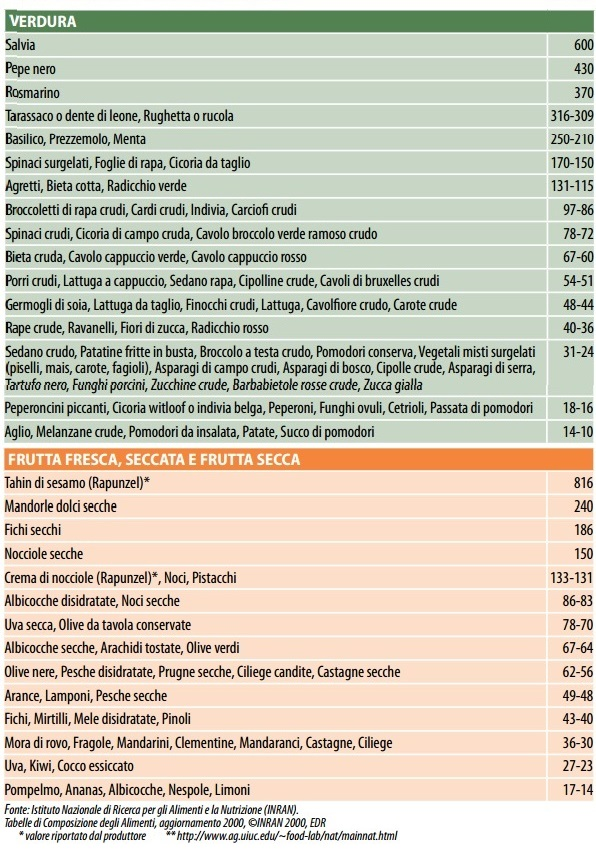 VERDURA
Salvia 600
Pepe nero 430
Rosmarino 370
Tarassaco o dente di leone, Rughetta o rucola 316-309
Basilico, Prezzemolo, Menta 250-210
Spinaci surgelati, Foglie di rapa, Cicoria da taglio 170-150
Agretti, Bieta cotta, Radicchio verde 131-115
Broccoletti di rapa crudi, Cardi crudi, Indivia, Carciofi crudi 97-86
Spinaci crudi, Cicoria di campo cruda, Cavolo broccolo verde ramoso crudo 78-72
Bieta cruda, Cavolo cappuccio verde, Cavolo cappuccio rosso 67-60
Porri crudi, Lattuga a cappuccio, Sedano rapa, Cipolline crude, Cavoli di bruxelles crudi 54-51
Germogli di soia, Lattuga da taglio, Finocchi crudi, Lattuga, Cavolfiore crudo, Carote crude 48-44
Rape crude, Ravanelli, Fiori di zucca, Radicchio rosso 40-36
Sedano crudo, Patatine fritte in busta, Broccolo a testa crudo, Pomodori conserva, Vegetali misti surgelati 31-24
(piselli, mais, carote, fagioli), Asparagi di campo crudi, Asparagi di bosco, Cipolle crude, Asparagi di serra,
Tartufo nero, Funghi porcini, Zucchine crude, Barbabietole rosse crude, Zucca gialla
Peperoncini piccanti, Cicoria witloof o indivia belga, Peperoni, Funghi ovuli, Cetrioli, Passata di pomodori 18-16
Aglio, Melanzane crude, Pomodori da insalata, Patate, Succo di pomodori 14-10
FRUTTA FRESCA, SECCATA E FRUTTA SECCA
Tahin di sesamo (Rapunzel)* 816
Mandorle dolci secche 240
Fichi secchi 186
Nocciole secche 150
Crema di nocciole (Rapunzel)*, Noci, Pistacchi 133-131
Albicocche disidratate, Noci secche 86-83
Uva secca, Olive da tavola conservate 78-70
Albicocche secche, Arachidi tostate, Olive verdi 67-64
Olive nere, Pesche disidratate, Prugne secche, Ciliege candite, Castagne secche 62-56
Arance, Lamponi, Pesche secche 49-48
Fichi, Mirtilli, Mele disidratate, Pinoli 43-40
Mora di rovo, Fragole, Mandarini, Clementine, Mandaranci, Castagne, Ciliege 36-30
Uva, Kiwi, Cocco essiccato 27-23
Pompelmo, Ananas, Albicocche, Nespole, Limoni 17-14
Fonte: Istituto Nazionale di Ricerca per gli Alimenti e la Nutrizione (INRAN).
Tabelle di Composizione degli Alimenti, aggiornamento 2000, ©INRAN 2000, EDR
* valore riportato dal produttore ** http://www.ag.uiuc.edu/~food-lab/nat/mainnat.html